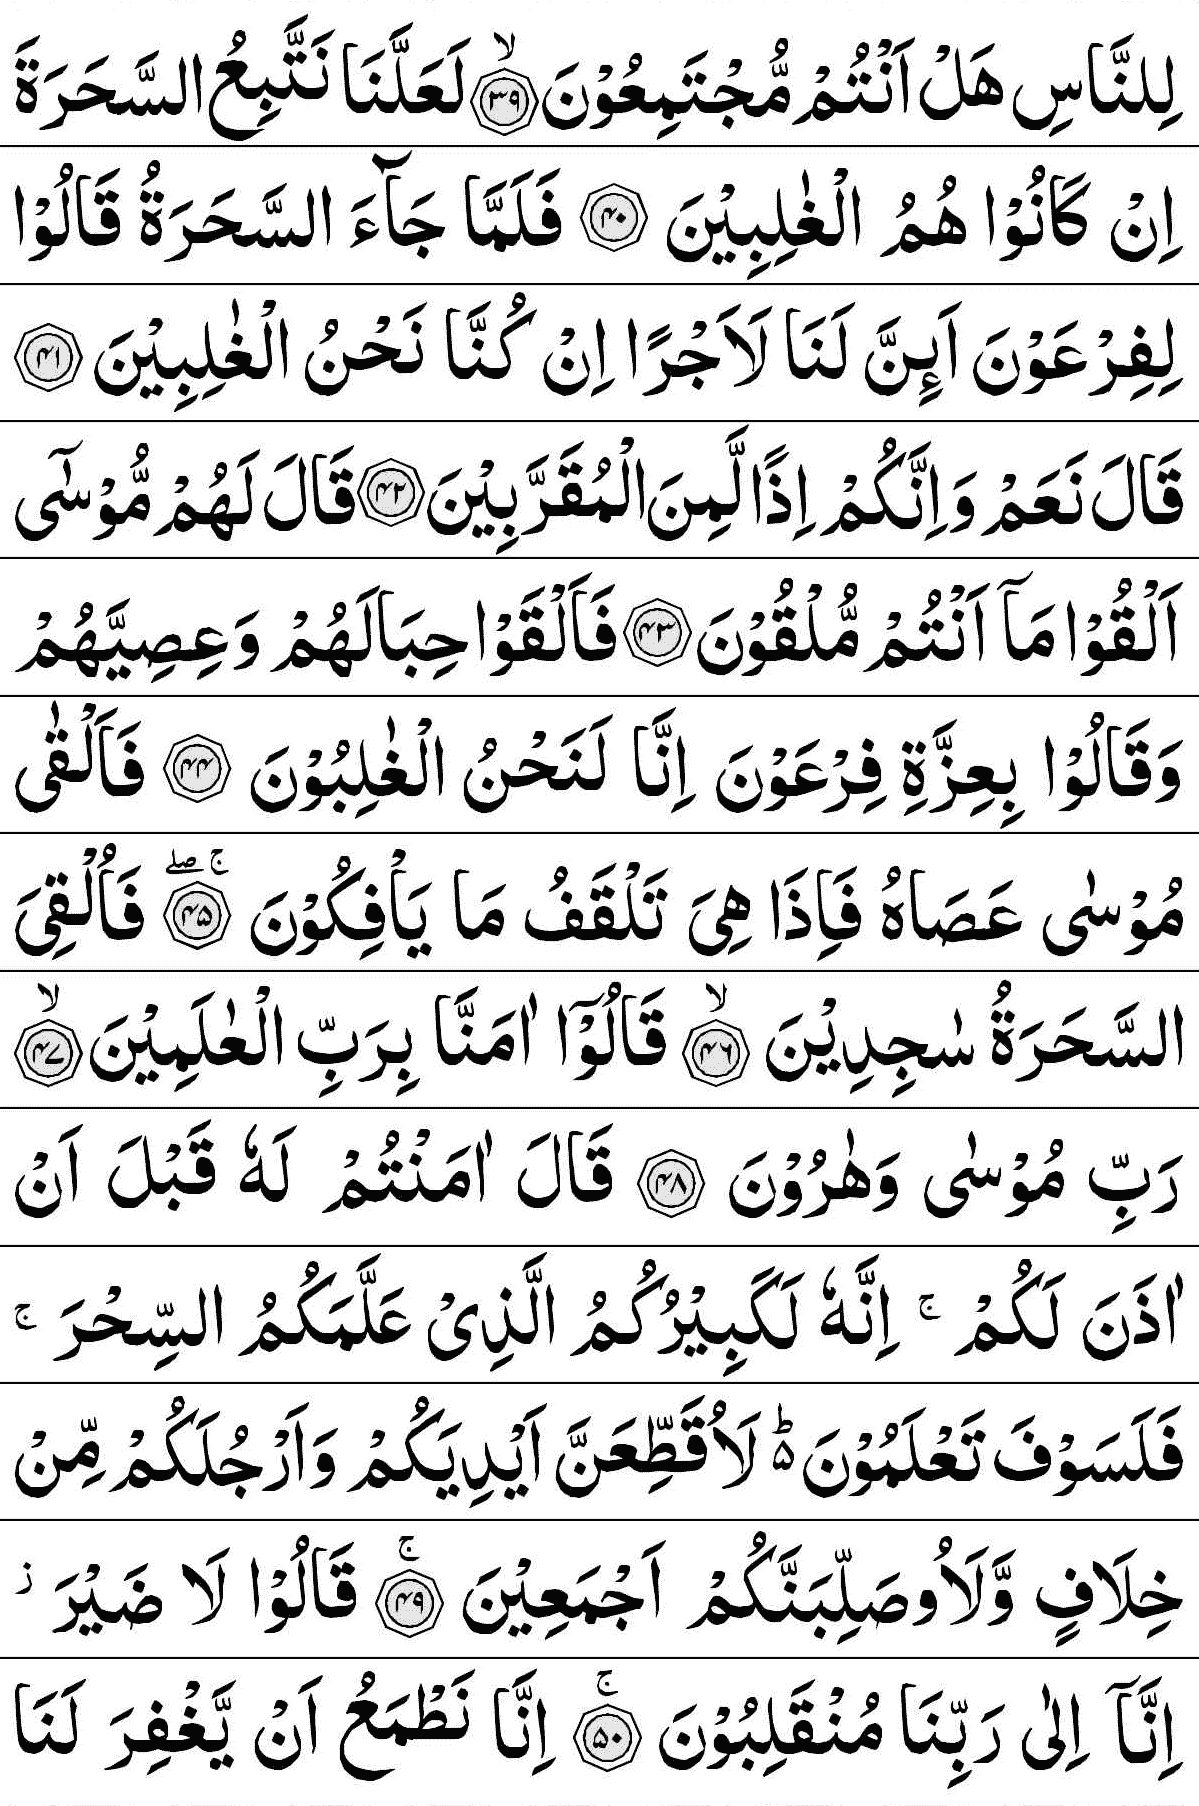 لِلنَّاسِ هَلْ اَنْتُمْ مُّجْتَمِعُوْنَ ۙ‏﴿۳۹﴾ لَعَلَّنَا نَتَّبِعُ السَّحَرَةَ
اِنْ كَانُوْا هُمُ الْغٰلِبِيْنَ ﴿۴۰﴾ فَلَمَّا جَآءَ السَّحَرَةُ قَالُوْا
لِفِرْعَوْنَ اَئِنَّ لَنَا لَاَجْرًا اِنْ كُنَّا نَحْنُ الْغٰلِبِيْنَ ﴿۴۱﴾
قَالَ نَعَمْ وَاِنَّكُمْ اِذًا لَّمِنَ الْمُقَرَّبِيْنَ ﴿۴۲﴾ قَالَ لَهُمْ مُّوْسٰٓى
اَلْقُوْا مَاۤ اَنْتُمْ مُّلْقُوْنَ ﴿۴۳﴾ فَاَلْقَوْا حِبَالَهُمْ وَعِصِيَّهُمْ
وَقَالُوْا بِعِزَّةِ فِرْعَوْنَ اِنَّا لَنَحْنُ الْغٰلِبُوْنَ ﴿۴۴﴾ فَاَلْقٰى
مُوْسٰى عَصَاهُ فَاِذَا هِىَ تَلْقَفُ مَا يَاْفِكُوْنَ ۚ ۖ ﴿۴۵﴾ فَاُلْقِىَ
السَّحَرَةُ سٰجِدِيْنَ ۙ ﴿۴۶﴾ قَالُوْۤا اٰمَنَّا بِرَبِّ الْعٰلَمِيْنَ ۙ ﴿۴۷﴾
رَبِّ مُوْسٰى وَهٰرُوْنَ ﴿۴۸﴾ قَالَ اٰمَنْتُمْ لَهٗ قَبْلَ اَنْ
اٰذَنَ لَكُمْ ۚ اِنَّهٗ لَكَبِيْرُكُمُ الَّذِىْ عَلَّمَكُمُ السِّحْرَ ۚ
فَلَسَوْفَ تَعْلَمُوْنَ ؕ۵ لَاُقَطِّعَنَّ اَيْدِيَكُمْ وَاَرْجُلَكُمْ مِّنْ
خِلَافٍ وَّلَاُوصَلِّبَنَّكُمْ اَجْمَعِيْنَ ۚ ﴿۴۹﴾ قَالُوْا لَا ضَيْرَ ز
اِنَّاۤ اِلٰى رَبِّنَا مُنْقَلِبُوْنَ ۚ ﴿۵۰﴾ اِنَّا نَطْمَعُ اَنْ يَّغْفِرَ لَنَا